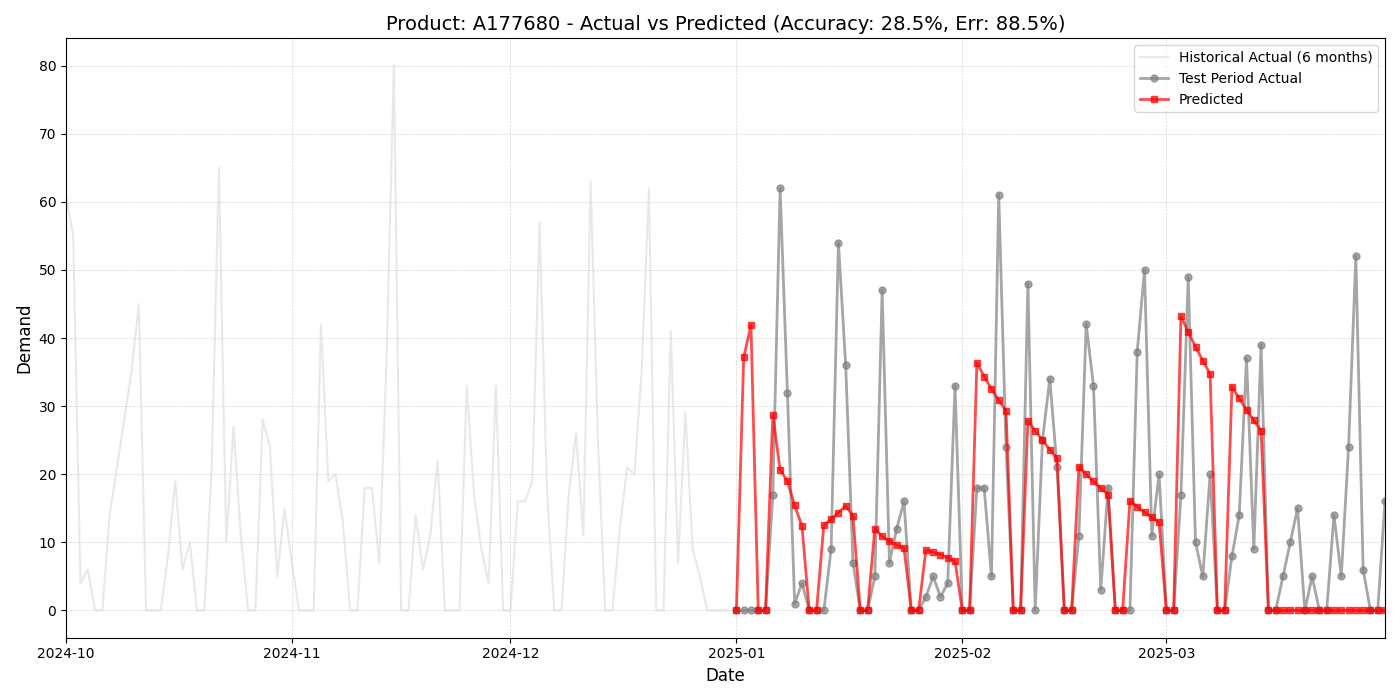 Product: A177680 - Actual vs Predicted (Accuracy: 28.5%, Err: 88.5%)
Historical Actual (6 months)
Test Period Actual
Predicted
Demand
80
70
60
50
40
30
20
10
0
2024-10
2024-11
2024-12
2025-01
2025-02
2025-03
Date